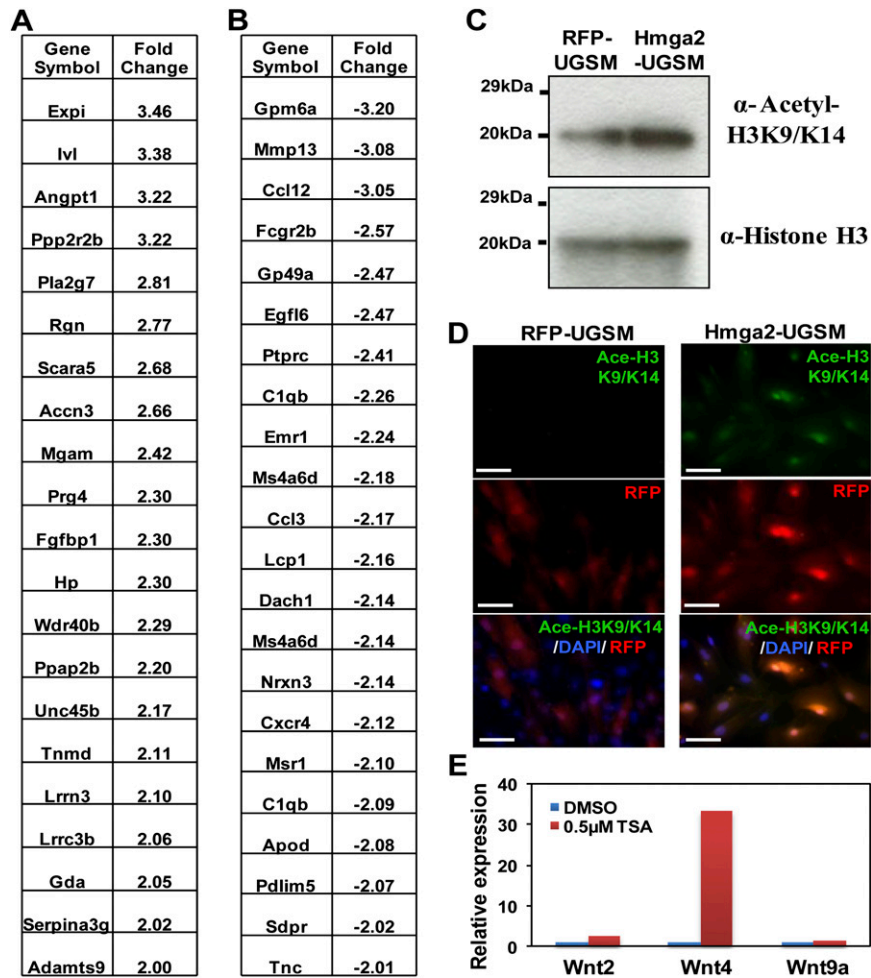 A
Gene Symbol Fold Change
Expi 3.46
Ivl 3.38
Angpt1 3.22
Ppp2r2b 3.22
Pla2g7 2.81
Rgn 2.77
Scara5 2.68
Accn3 2.66
Mgam 2.42
Prg4 2.30
Fgfbp1 2.30
Hp 2.30
Wdr40b 2.29
Ppap2b 2.20
Unc45b 2.17
Tnmd 2.11
Lrrn3 2.10
Lrrc3b 2.06
Gda 2.05
Serpina3g 2.02
Adamts9 2.00
B
Gene Symbol Fold Change
Gpm6a -3.20
Mmp13 -3.08
Ccl12 -3.05
Fcgr2b -2.57
Gp49a -2.47
Egfl6 -2.47
Ptprc -2.41
C1qb -2.26
Emr1 -2.24
Ms4a6d -2.18
Ccl3 -2.17
Lcp1 -2.16
Dach1 -2.14
Ms4a6d -2.14
Nrxn3 -2.14
Cxcr4 -2.12
Msr1 -2.10
C1qb -2.09
Apod -2.08
Pdlim5 -2.07
Sdpr -2.02
Tnc -2.01
C
RFP- Hmga2
UGSM -UGSM
29kDa
20kDa
α-Acetyl-
H3K9/K14
29kDa
20kDa
α-Histone H3
D
RFP-UGSM Hmga2-UGSM
Ace-H3
K9/K14
Ace-H3
K9/K14
RFP
RFP
Ace-H3K9/K14
/DAPI/ RFP
Ace-H3K9/K14
/DAPI/ RFP
E
Relative expression
40
30
20
10
0
DMSO
0.5µM TSA
Wnt2 Wnt4 Wnt9a